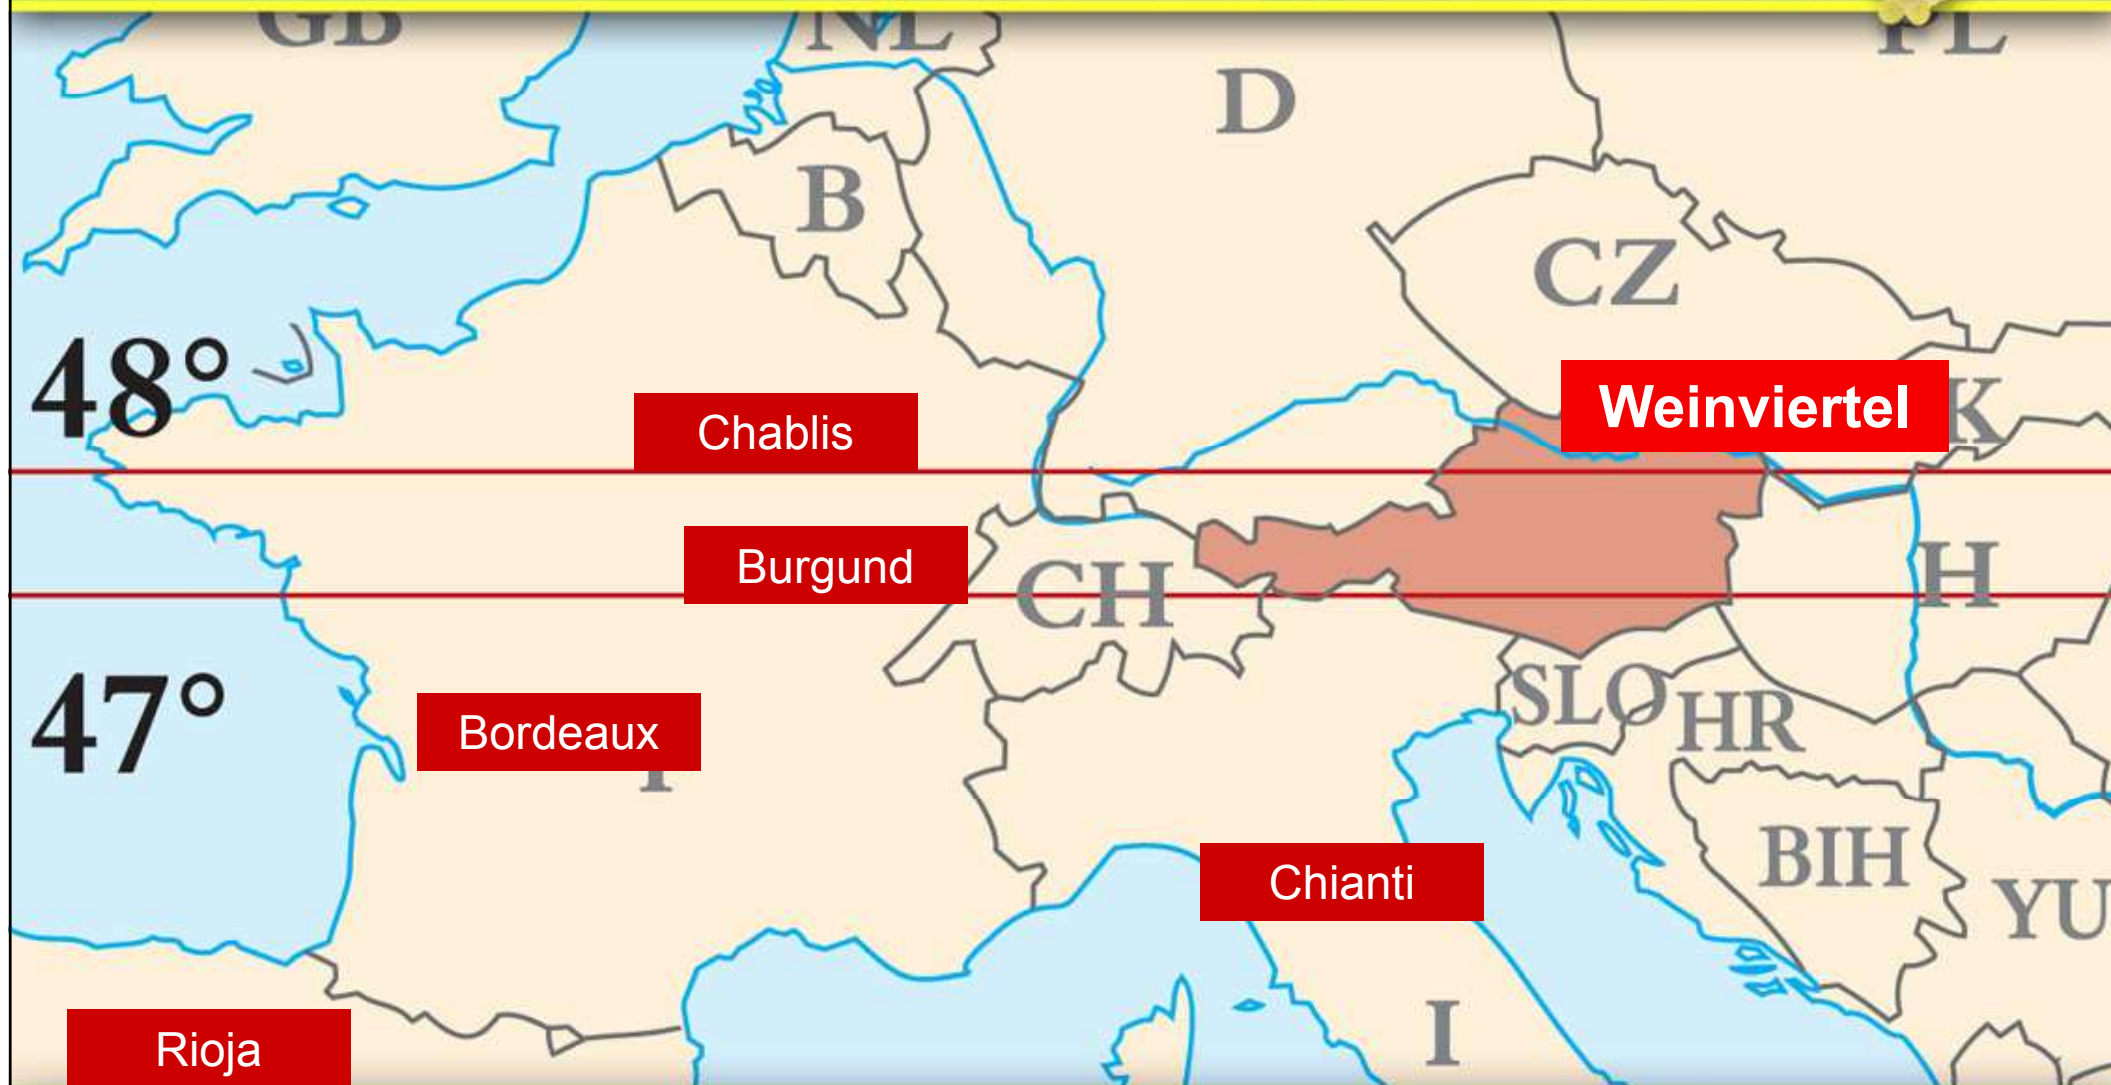 GB
NL
PL
D
B
CZ
48°
Weinviertel
K
Chablis
Burgund
CH
H
47°
SLO
HR
Bordeaux
BIH
Chianti
YU
I
Rioja